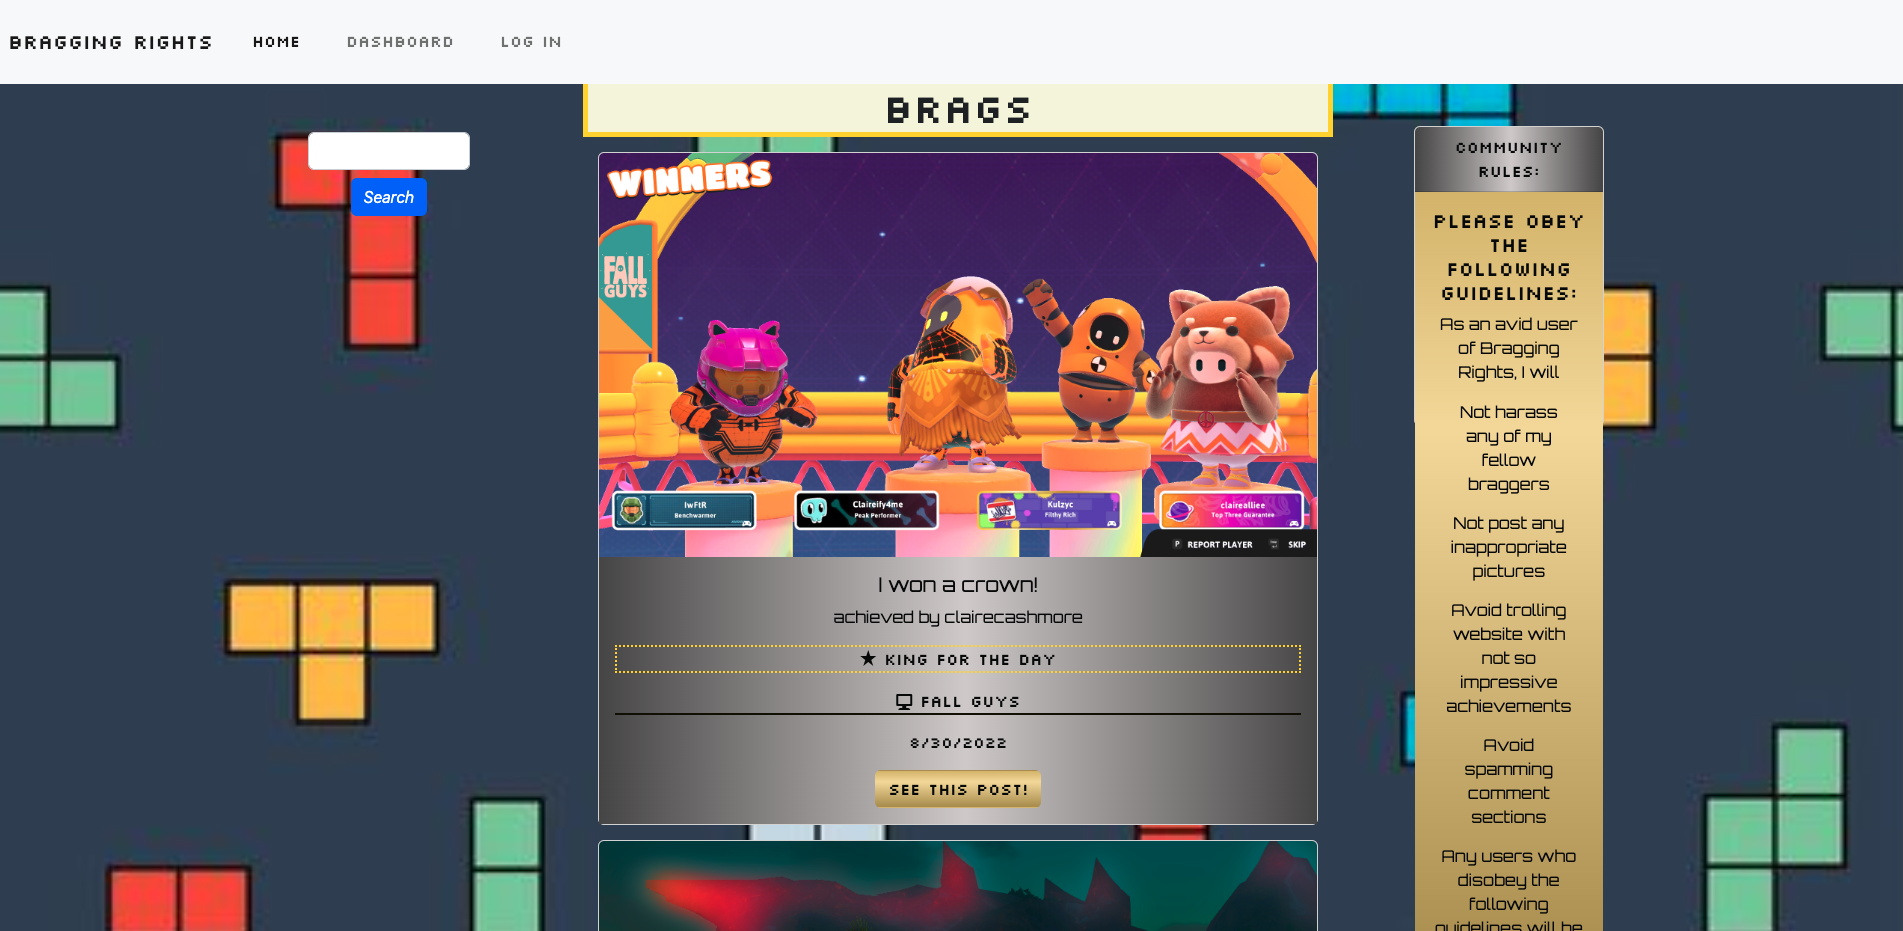 BRAGGING RIGHTS
HOME
DASHBOARD
LOG IN
BRAGS
Search
WINNERS
FALL
GUYS
IwFtR
Benchwarmer
Claireify4me
Peak Performer
Kulzyc
Filthy Rich
clairealliee
Top Three Guarantee
P REPORT PLAYER
SKIP
I won a crown!
achieved by clairecashmore
KING FOR THE DAY
FALL GUYS
8/30/2022
SEE THIS POST!
COMMUNITY
RULES:
PLEASE OBEY
THE
FOLLOWING
GUIDELINES:
As an avid user
of Bragging
Rights, I will
Not harass
any of my
fellow
braggers
Not post any
inappropriate
pictures
Avoid trolling
website with
not so
impressive
achievements
Avoid
spamming
comment
sections
Any users who
disobey the
following
guidelines will be